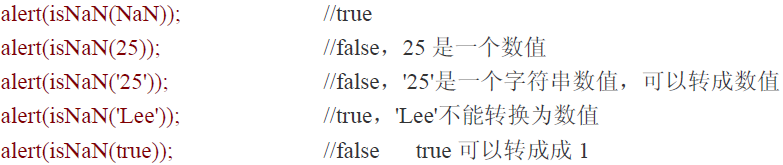 alert(isNaN(NaN)); //true
alert(isNaN(25)); //false，25 是一个数值
alert(isNaN('25')); //false，'25'是一个字符串数值，可以转成数值
alert(isNaN('Lee')); //true，'Lee'不能转换为数值
alert(isNaN(true)); //false true 可以转成成 1